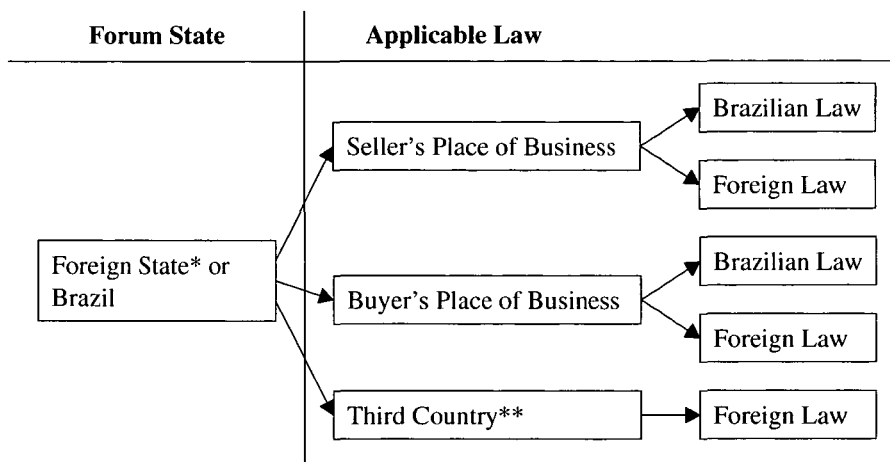 Forum State
Applicable Law
Brazilian Law
Seller's Place of Business
Foreign Law
Foreign State* or
Brazil
Brazilian Law
Buyer's Place of Business
Foreign Law
Third Country**
Foreign Law